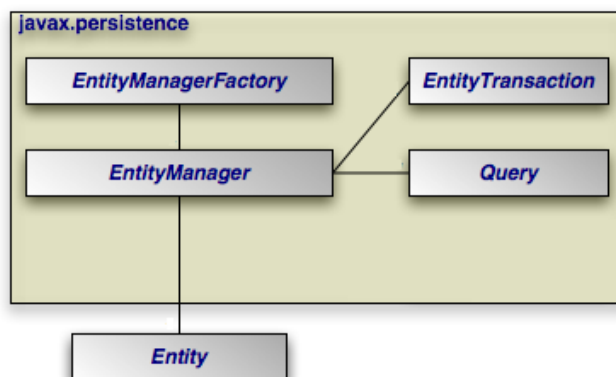 javax.persistence
EntityManagerFactory
EntityTransaction
EntityManager
Query
Entity